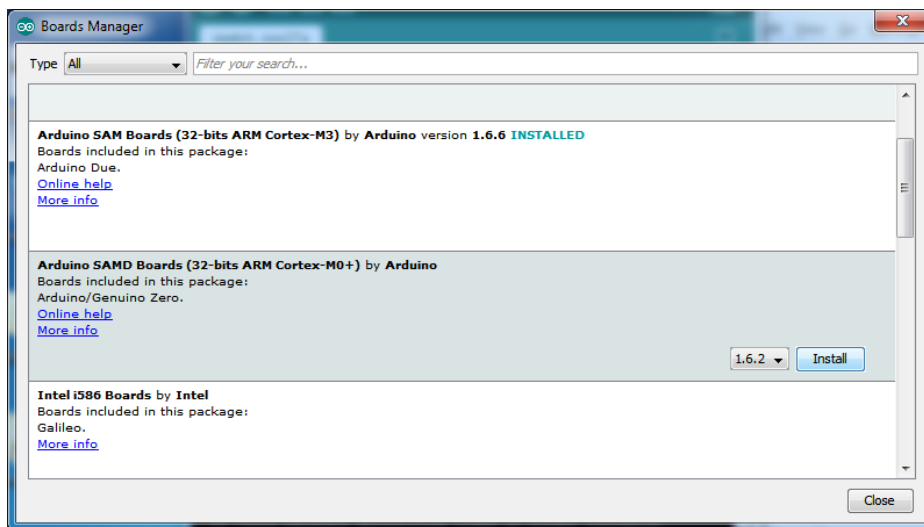 Boards Manager
Type All Filter your search...
Arduino SAM Boards (32-bits ARM Cortex-M3) by Arduino version 1.6.6 INSTALLED
Boards included in this package:
Arduino Due.
Online help
More info
Arduino SAMD Boards (32-bits ARM Cortex-M0+) by Arduino
Boards included in this package:
Arduino/Genuino Zero.
Online help
More info
1.6.2 Install
Intel i586 Boards by Intel
Boards included in this package:
Galileo.
More info
Close